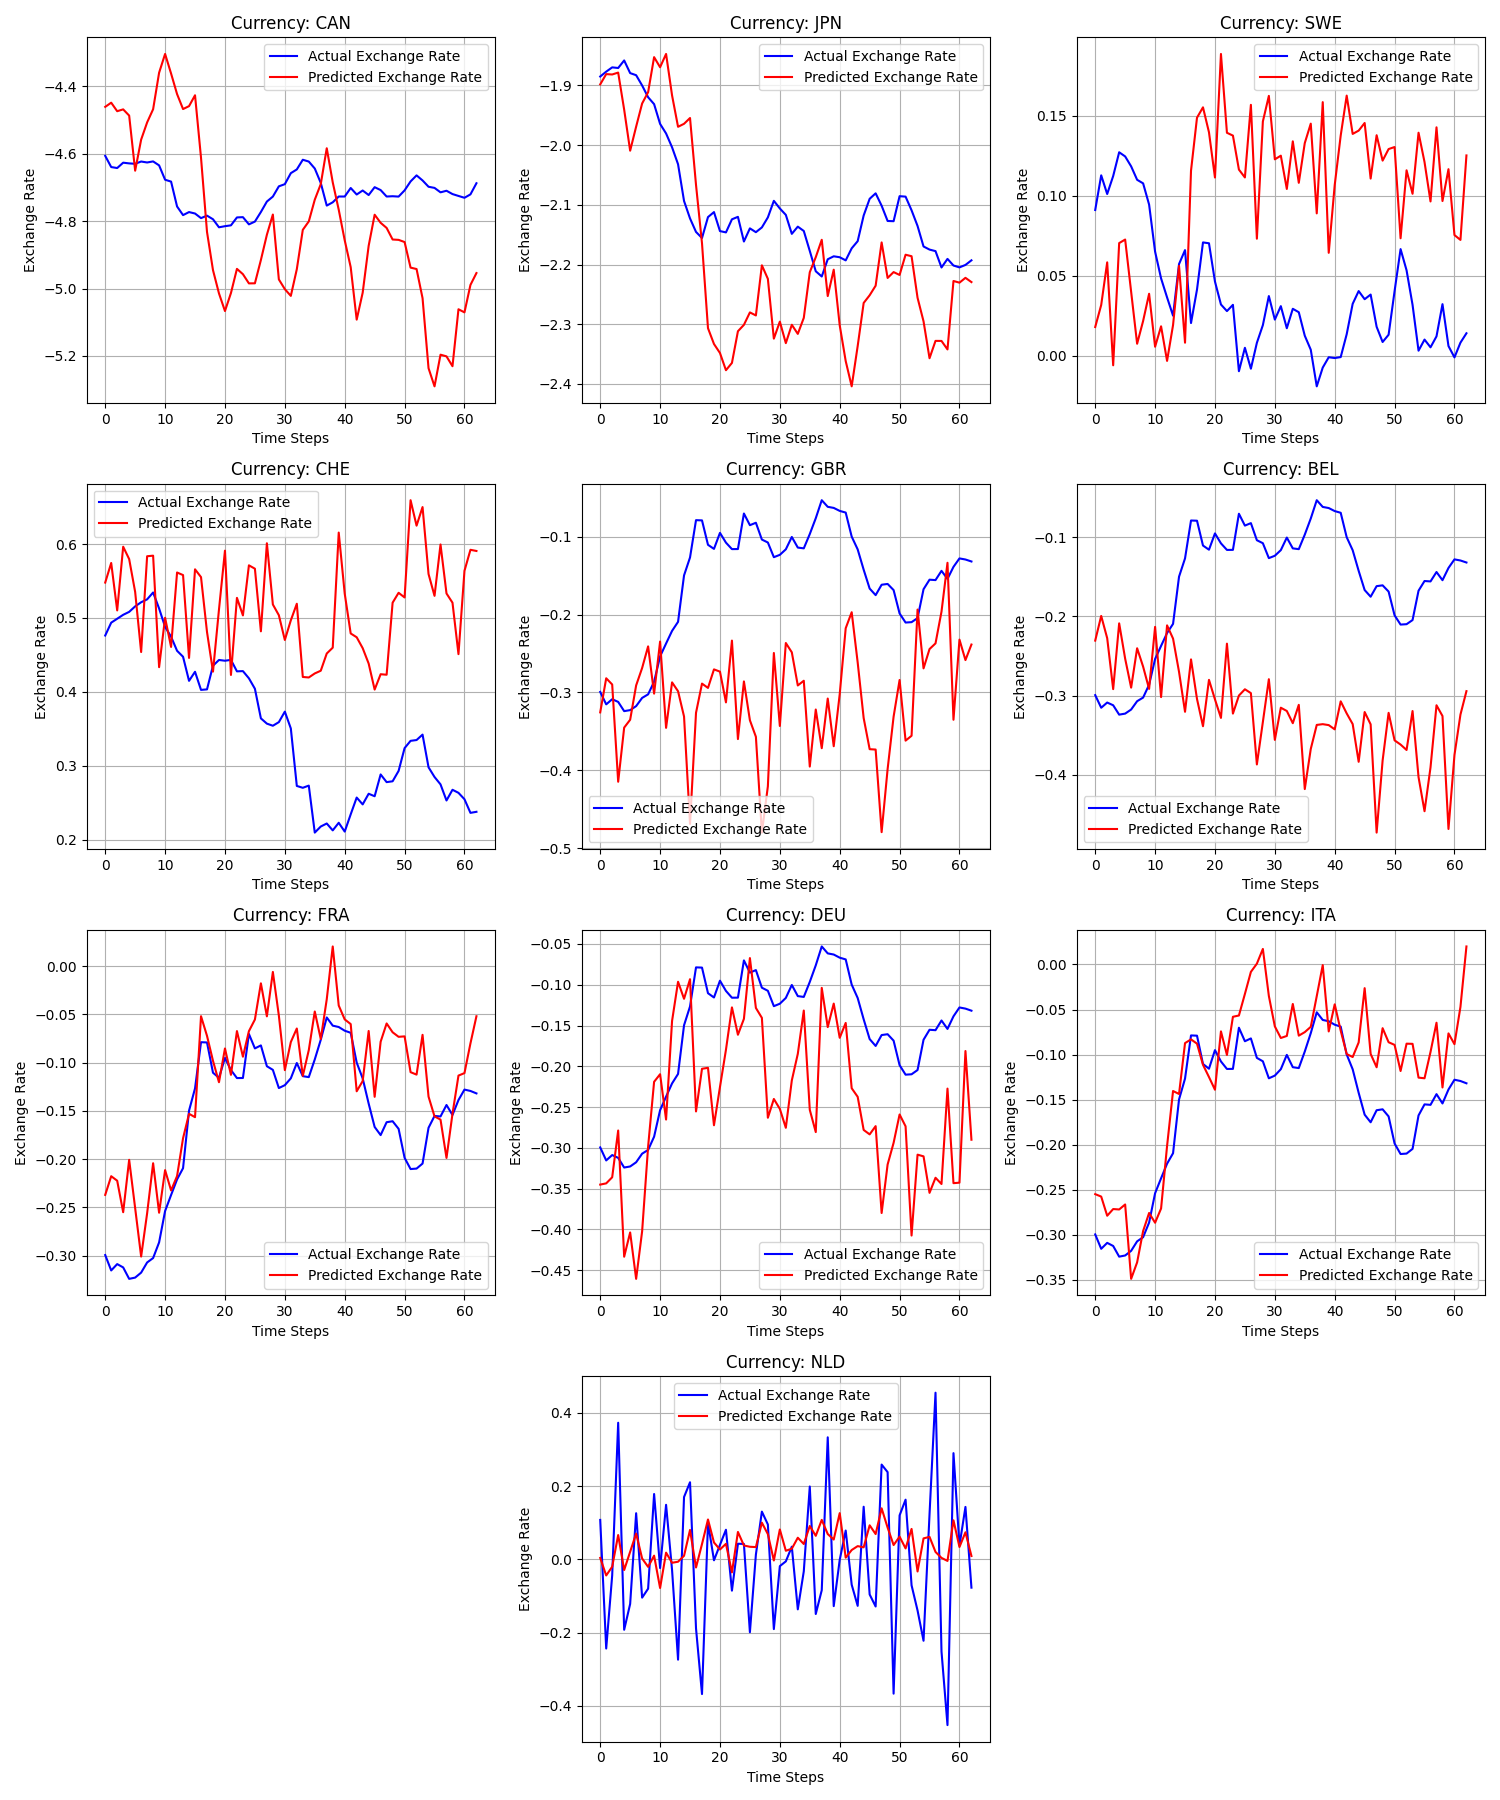 Currency: CAN
Exchange Rate
−4.4
−4.6
−4.8
−5.0
−5.2
Actual Exchange Rate
Predicted Exchange Rate
0 10 20 30 40 50 60
Time Steps
Currency: JPN
Exchange Rate
−1.9
−2.0
−2.1
−2.2
−2.3
−2.4
Actual Exchange Rate
Predicted Exchange Rate
0 10 20 30 40 50 60
Time Steps
Currency: SWE
Exchange Rate
0.15
0.10
0.05
0.00
Actual Exchange Rate
Predicted Exchange Rate
0 10 20 30 40 50 60
Time Steps
Currency: CHE
Exchange Rate
0.6
0.5
0.4
0.3
0.2
Actual Exchange Rate
Predicted Exchange Rate
0 10 20 30 40 50 60
Time Steps
Currency: GBR
Exchange Rate
−0.1
−0.2
−0.3
−0.4
−0.5
Actual Exchange Rate
Predicted Exchange Rate
0 10 20 30 40 50 60
Time Steps
Currency: BEL
Exchange Rate
−0.1
−0.2
−0.3
−0.4
Actual Exchange Rate
Predicted Exchange Rate
0 10 20 30 40 50 60
Time Steps
Currency: FRA
Exchange Rate
0.00
−0.05
−0.10
−0.15
−0.20
−0.25
−0.30
Actual Exchange Rate
Predicted Exchange Rate
0 10 20 30 40 50 60
Time Steps
Currency: DEU
Exchange Rate
−0.05
−0.10
−0.15
−0.20
−0.25
−0.30
−0.35
−0.40
−0.45
Actual Exchange Rate
Predicted Exchange Rate
0 10 20 30 40 50 60
Time Steps
Currency: ITA
Exchange Rate
0.00
−0.05
−0.10
−0.15
−0.20
−0.25
−0.30
−0.35
Actual Exchange Rate
Predicted Exchange Rate
0 10 20 30 40 50 60
Time Steps
Currency: NLD
Exchange Rate
0.4
0.2
0.0
−0.2
−0.4
Actual Exchange Rate
Predicted Exchange Rate
0 10 20 30 40 50 60
Time Steps